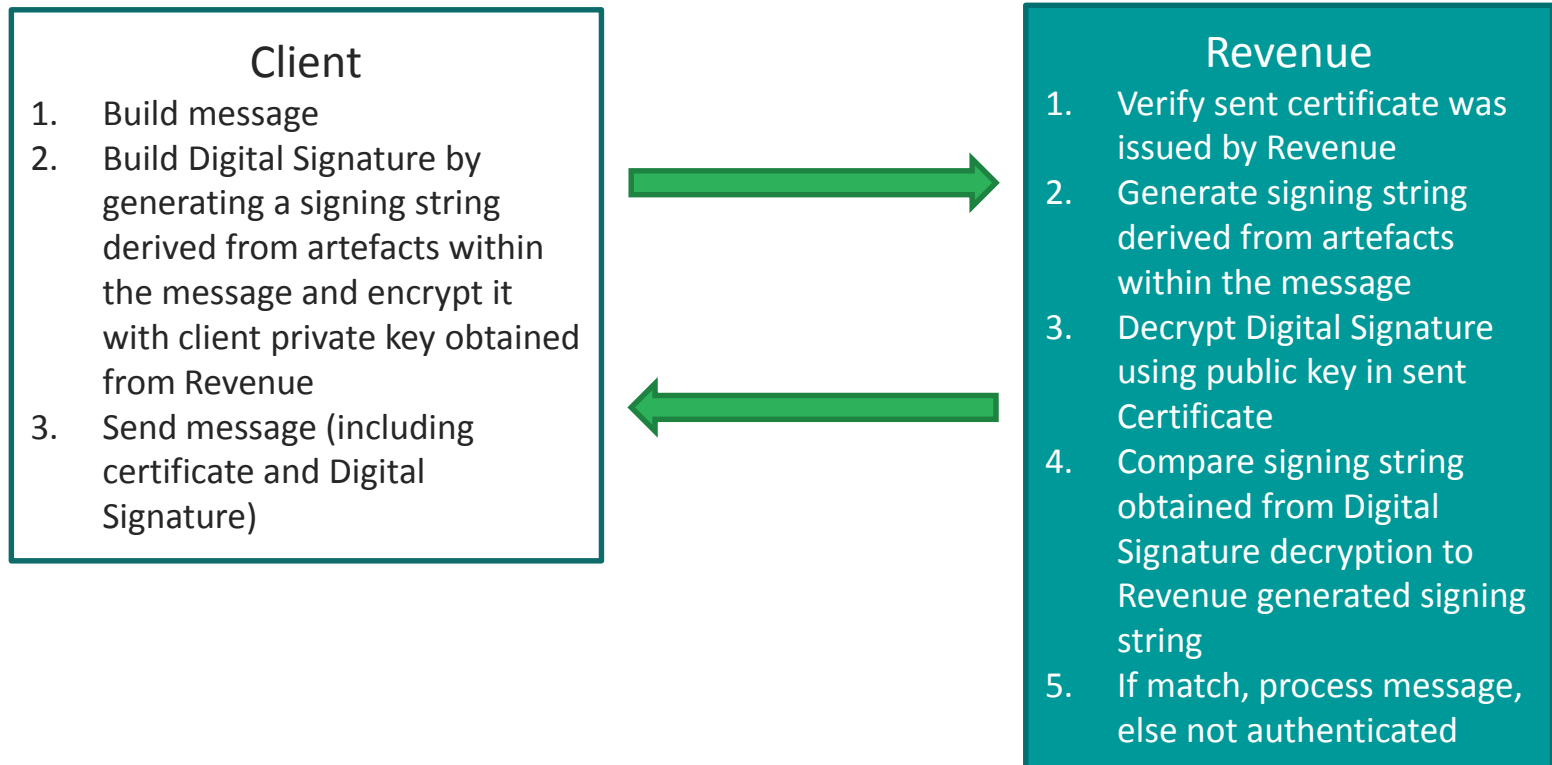 Client
1. Build message
2. Build Digital Signature by
generating a signing string
derived from artefacts within
the message and encrypt it
with client private key obtained
from Revenue
3. Send message (including
certificate and Digital
Signature)
Revenue
1. Verify sent certificate was
issued by Revenue
2. Generate signing string
derived from artefacts
within the message
3. Decrypt Digital Signature
using public key in sent
Certificate
4. Compare signing string
obtained from Digital
Signature decryption to
Revenue generated signing
string
5. If match, process message,
else not authenticated